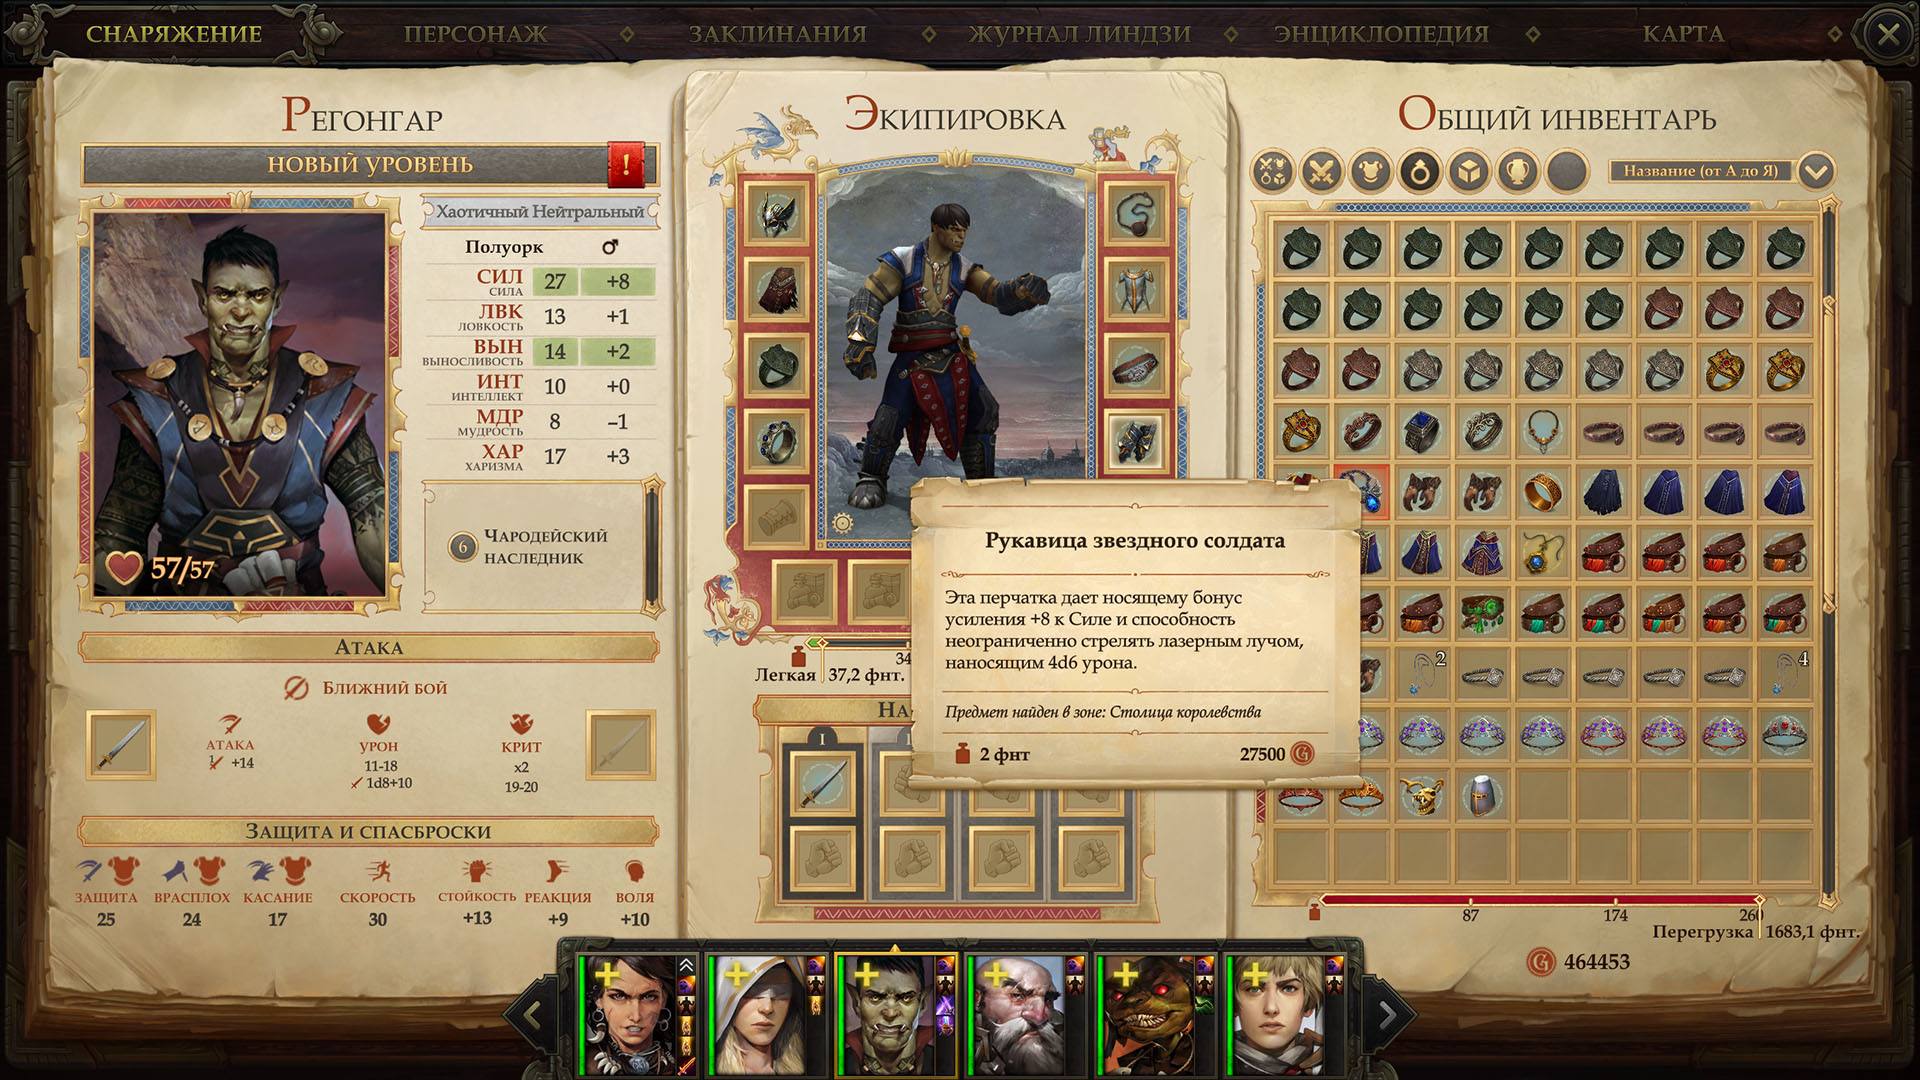 СНАРЯЖЕНИЕ
ПЕРСОНАЖ
ЗАКЛИНАНИЯ
ЖУРНАЛ ЛИНДЗИ
ЭНЦИКЛОПЕДИЯ
КАРТА
Регонгар
НОВЫЙ УРОВЕНЬ
!
Хаотичный Нейтральный
Полуорк ♂
СИЛ 27 +8
СИЛА
ЛВК 13 +1
ЛОВКОСТЬ
ВЫН 14 +2
ВЫНОСЛИВОСТЬ
ИНТ 10 +0
ИНТЕЛЛЕКТ
МДР 8 –1
МУДРОСТЬ
ХАР 17 +3
ХАРИЗМА
6 Чародейский
наследник
57/57
Атака
Ближний бой
АТАКА
1 +14
УРОН
11-18
1d8+10
КРИТ
x2
19-20
Защита и спасброски
ЗАЩИТА
25
ВРАСПЛОХ
24
КАСАНИЕ
17
СКОРОСТЬ
30
СТОЙКОСТЬ
+13
РЕАКЦИЯ
+9
ВОЛЯ
+10
Экипировка
34
Легкая 37,2 фнт.
НА
I
Рукавица звездного солдата
Эта перчатка дает носящему бонус
усиления +8 к Силе и способность
неограниченно стрелять лазерным лучом,
наносящим 4d6 урона.
Предмет найден в зоне: Столица королевства
2 фнт
27500 G
Общий инвентарь
Название (от А до Я)
2
4
87
174
260
Перегрузка 1683,1 фнт.
G 464453